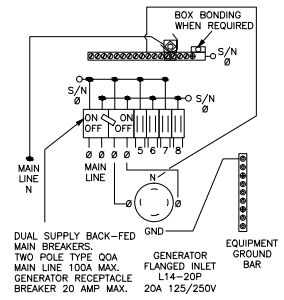 BOX BONDING
WHEN REQUIRED
S/N
Ø
S/N
Ø
S/N
Ø
ON ON
OFF OFF
5 6 7 8
Ø Ø Ø Ø
MAIN
LINE
N
MAIN
LINE
N
Ø Ø
GND
DUAL SUPPLY BACK-FED
MAIN BREAKERS.
TWO POLE TYPE QOA
MAIN LINE 100A MAX.
GENERATOR RECEPTACLE
BREAKER 20 AMP MAX.
GENERATOR
FLANGED INLET
L14-20P
20A 125/250V
EQUIPMENT
GROUND
BAR